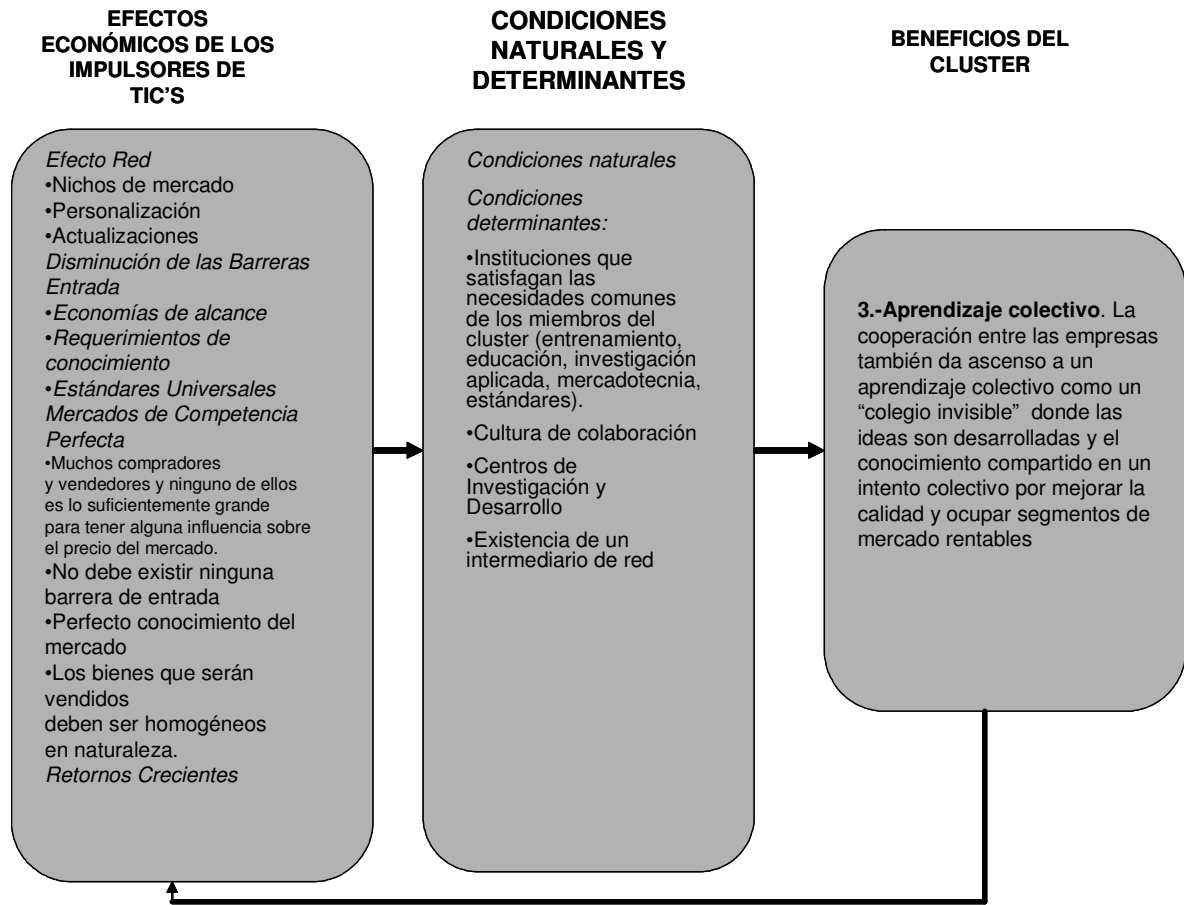 EFECTOS
ECONÓMICOS DE LOS
IMPULSORES DE
TIC'S
CONDICIONES
NATURALES Y
DETERMINANTES
BENEFICIOS DEL
CLUSTER
Efecto Red
•Nichos de mercado
•Personalización
•Actualizaciones
Disminución de las Barreras
Entrada
•Economías de alcance
•Requerimientos de
conocimiento
•Estándares Universales
Mercados de Competencia
Perfecta
•Muchos compradores
y vendedores y ninguno de ellos
es lo suficientemente grande
para tener alguna influencia sobre
el precio del mercado.
•No debe existir ninguna
barrera de entrada
•Perfecto conocimiento del
mercado
•Los bienes que serán
vendidos
deben ser homogéneos
en naturaleza.
Retornos Crecientes
Condiciones naturales
Condiciones
determinantes:
•Instituciones que
satisfagan las
necesidades comunes
de los miembros del
cluster (entrenamiento,
educación, investigación
aplicada, mercadotecnia,
estándares).
•Cultura de colaboración
•Centros de
Investigación y
Desarrollo
•Existencia de un
intermediario de red
3.-Aprendizaje colectivo. La
cooperación entre las empresas
también da ascenso a un
aprendizaje colectivo como un
“colegio invisible” donde las
ideas son desarrolladas y el
conocimiento compartido en un
intento colectivo por mejorar la
calidad y ocupar segmentos de
mercado rentables